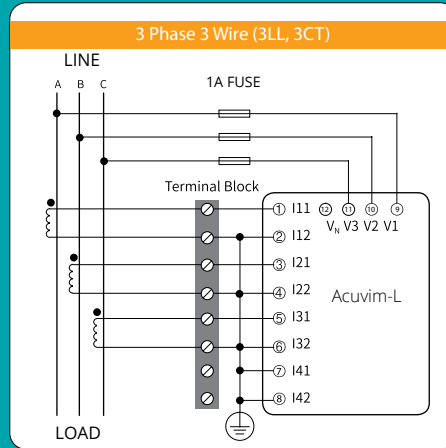 3 Phase 3 Wire (3LL, 3CT)
LINE
A B C
1A FUSE
Terminal Block
① I11 ⑫ ⑪ ⑩ ⑨
VN V3 V2 V1
② I12
③ I21
④ I22
Acuvim-L
⑤ I31
⑥ I32
⑦ I41
⑧ I42
LOAD